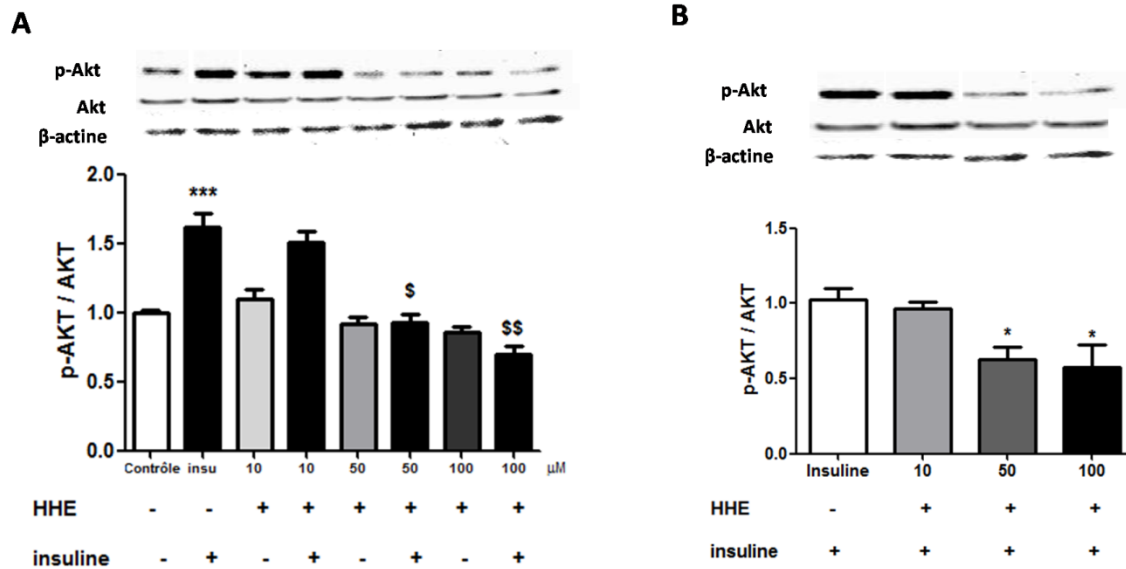 A
p-Akt
Akt
β-actine
p-AKT / AKT
2.0
1.5
1.0
0.5
0.0
***
$
$$
Contrôle insu 10 10 50 50 100 100 µM
HHE - - + + + + + +
insuline - + - + - + - +
B
p-Akt
Akt
β-actine
p-AKT / AKT
1.5
1.0
0.5
0.0
* *
Insuline 10 50 100
HHE - + + +
insuline + + + +